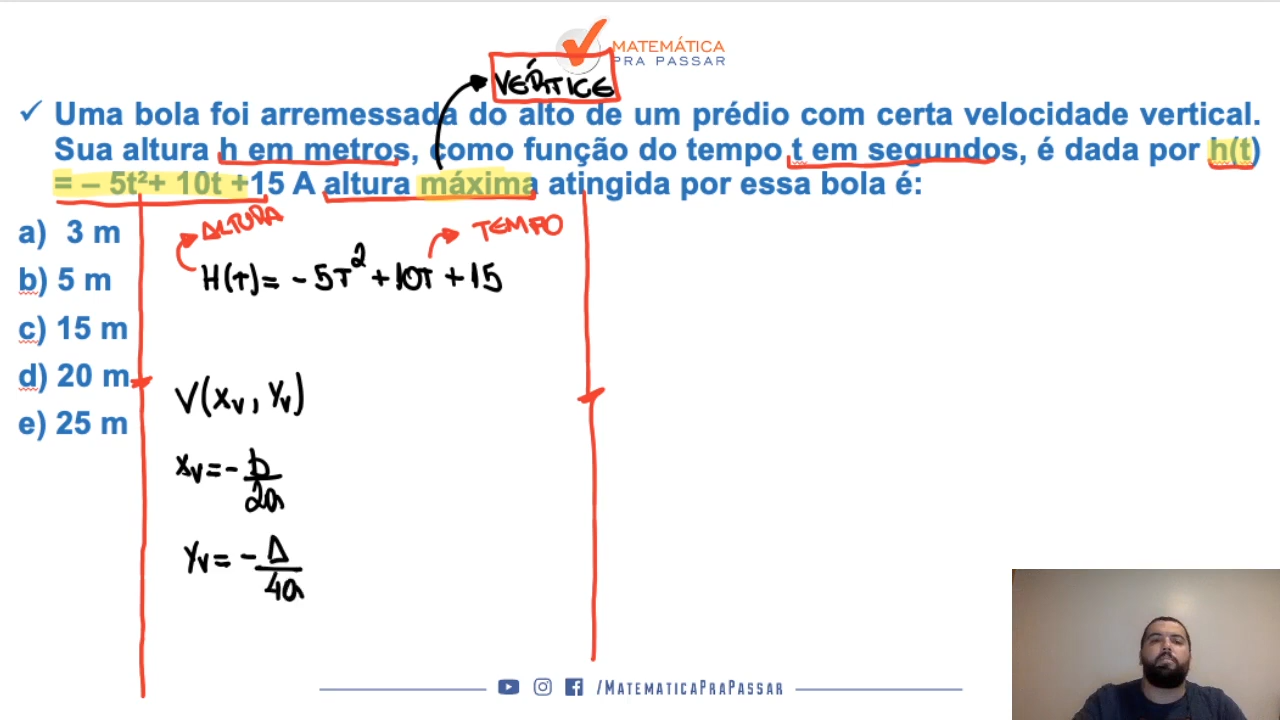 MATEMÁTICA
PRA PASSAR
VÉRTICE
✓ Uma bola foi arremessada do alto de um prédio com certa velocidade vertical.
Sua altura h em metros, como função do tempo t em segundos, é dada por h(t)
= – 5t²+ 10t +15 A altura máxima atingida por essa bola é:
a) 3 m
b) 5 m
c) 15 m
d) 20 m
e) 25 m
ALTURA
TEMPO
H(T)= -5T²+10T+15
V(Xv, Yv)
Xv=-b/2a
Yv=-Δ/4a
/MATEMATICAPRAPASSAR